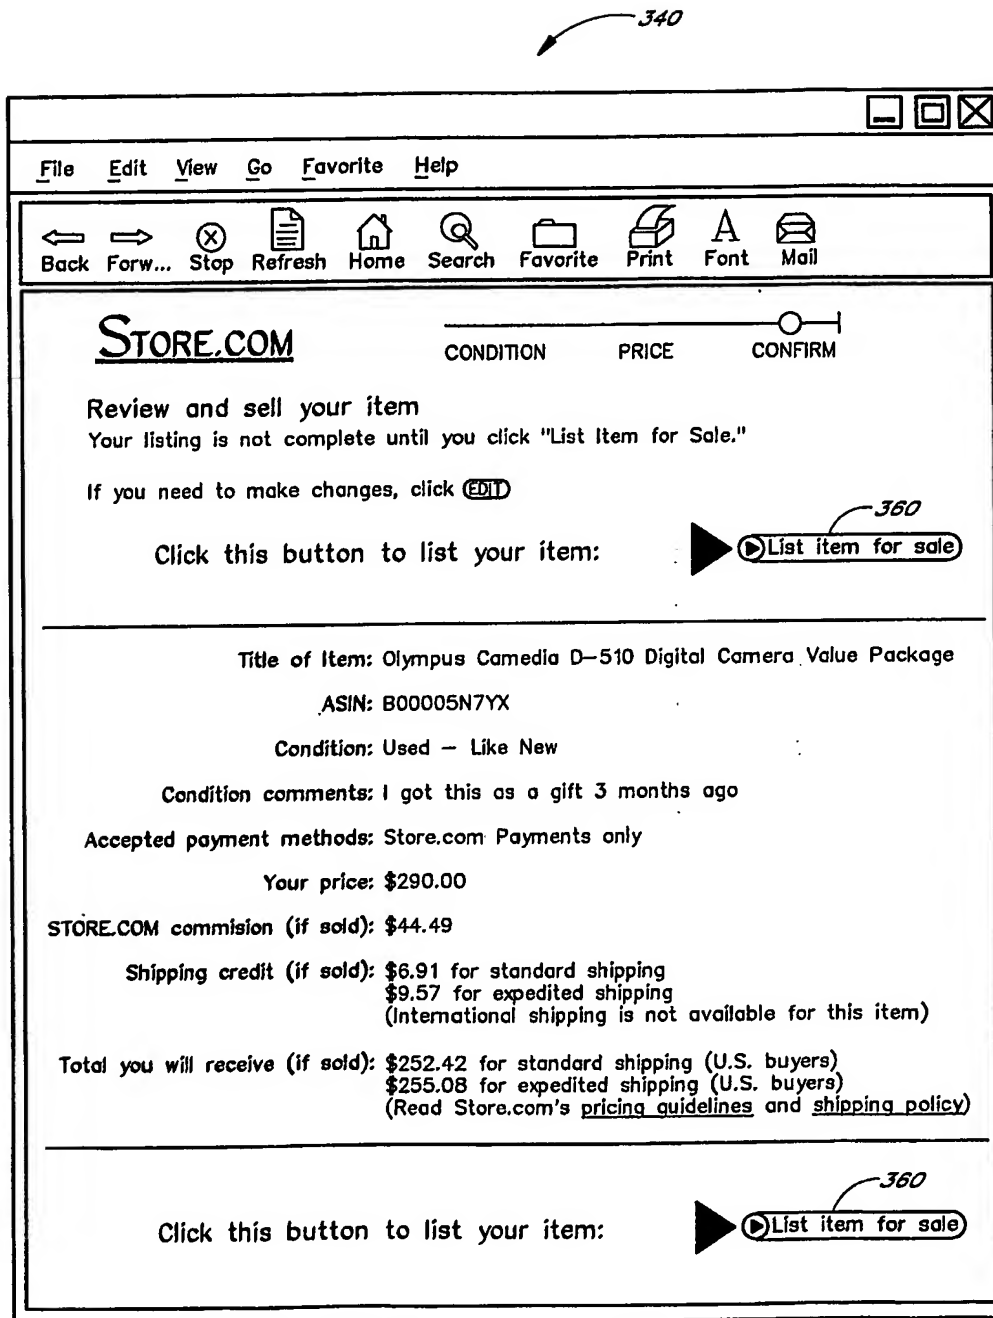 340
File Edit View Go Favorite Help
Back Forw... Stop Refresh Home Search Favorite Print Font Mail
STORE.COM
CONDITION PRICE CONFIRM
Review and sell your item
Your listing is not complete until you click "List Item for Sale."
If you need to make changes, click EDIT
360
Click this button to list your item: List item for sale
Title of Item: Olympus Camedia D-510 Digital Camera Value Package
ASIN: B00005N7YX
Condition: Used – Like New
Condition comments: I got this as a gift 3 months ago
Accepted payment methods: Store.com Payments only
Your price: $290.00
STORE.COM commision (if sold): $44.49
Shipping credit (if sold): $6.91 for standard shipping
$9.57 for expedited shipping
(International shipping is not available for this item)
Total you will receive (if sold): $252.42 for standard shipping (U.S. buyers)
$255.08 for expedited shipping (U.S. buyers)
(Read Store.com's pricing guidelines and shipping policy)
360
Click this button to list your item: List item for sale